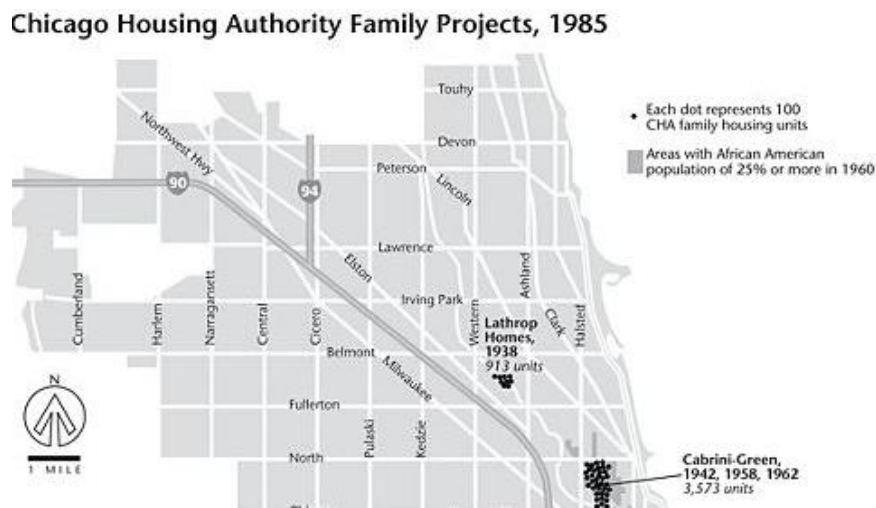 Chicago Housing Authority Family Projects, 1985
Touhy
Each dot represents 100
CHA family housing units
Northwest Hwy
Devon
Areas with African American
population of 25% or more in 1960
Peterson
Lincoln
90
94
Lawrence
Elston
Ashland
Cumberland
Harlem
Narragansett
Central
Cicero
Irving Park
Western
Clark
Halsted
Lathrop
Homes,
1938
913 units
Belmont
Milwaukee
N
Fullerton
Pulaski
Kedzie
1 MILE
North
Cabrini-Green,
1942, 1958, 1962
3,573 units